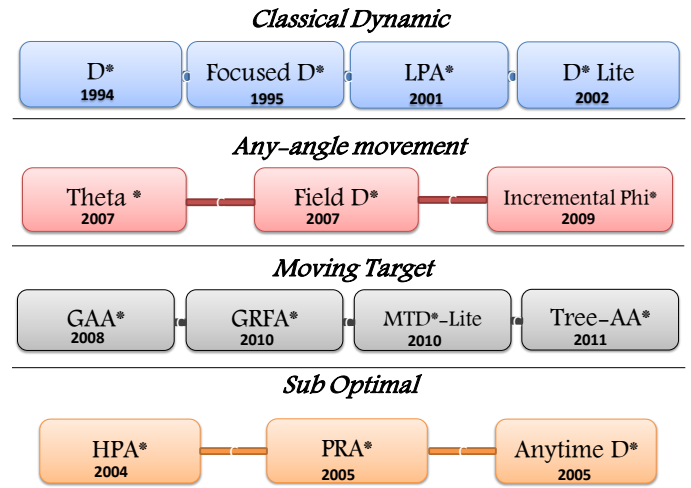 Classical Dynamic
D* Focused D* LPA* D* Lite
1994 1995 2001 2002
Any-angle movement
Theta * Field D* Incremental Phi*
2007 2007 2009
Moving Target
GAA* GRFA* MTD*-Lite Tree-AA*
2008 2010 2010 2011
Sub Optimal
HPA* PRA* Anytime D*
2004 2005 2005